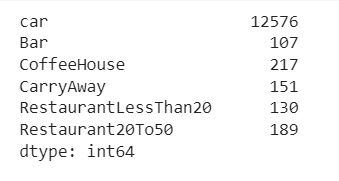 car 12576
Bar 107
CoffeeHouse 217
CarryAway 151
RestaurantLessThan20 130
Restaurant20To50 189
dtype: int64